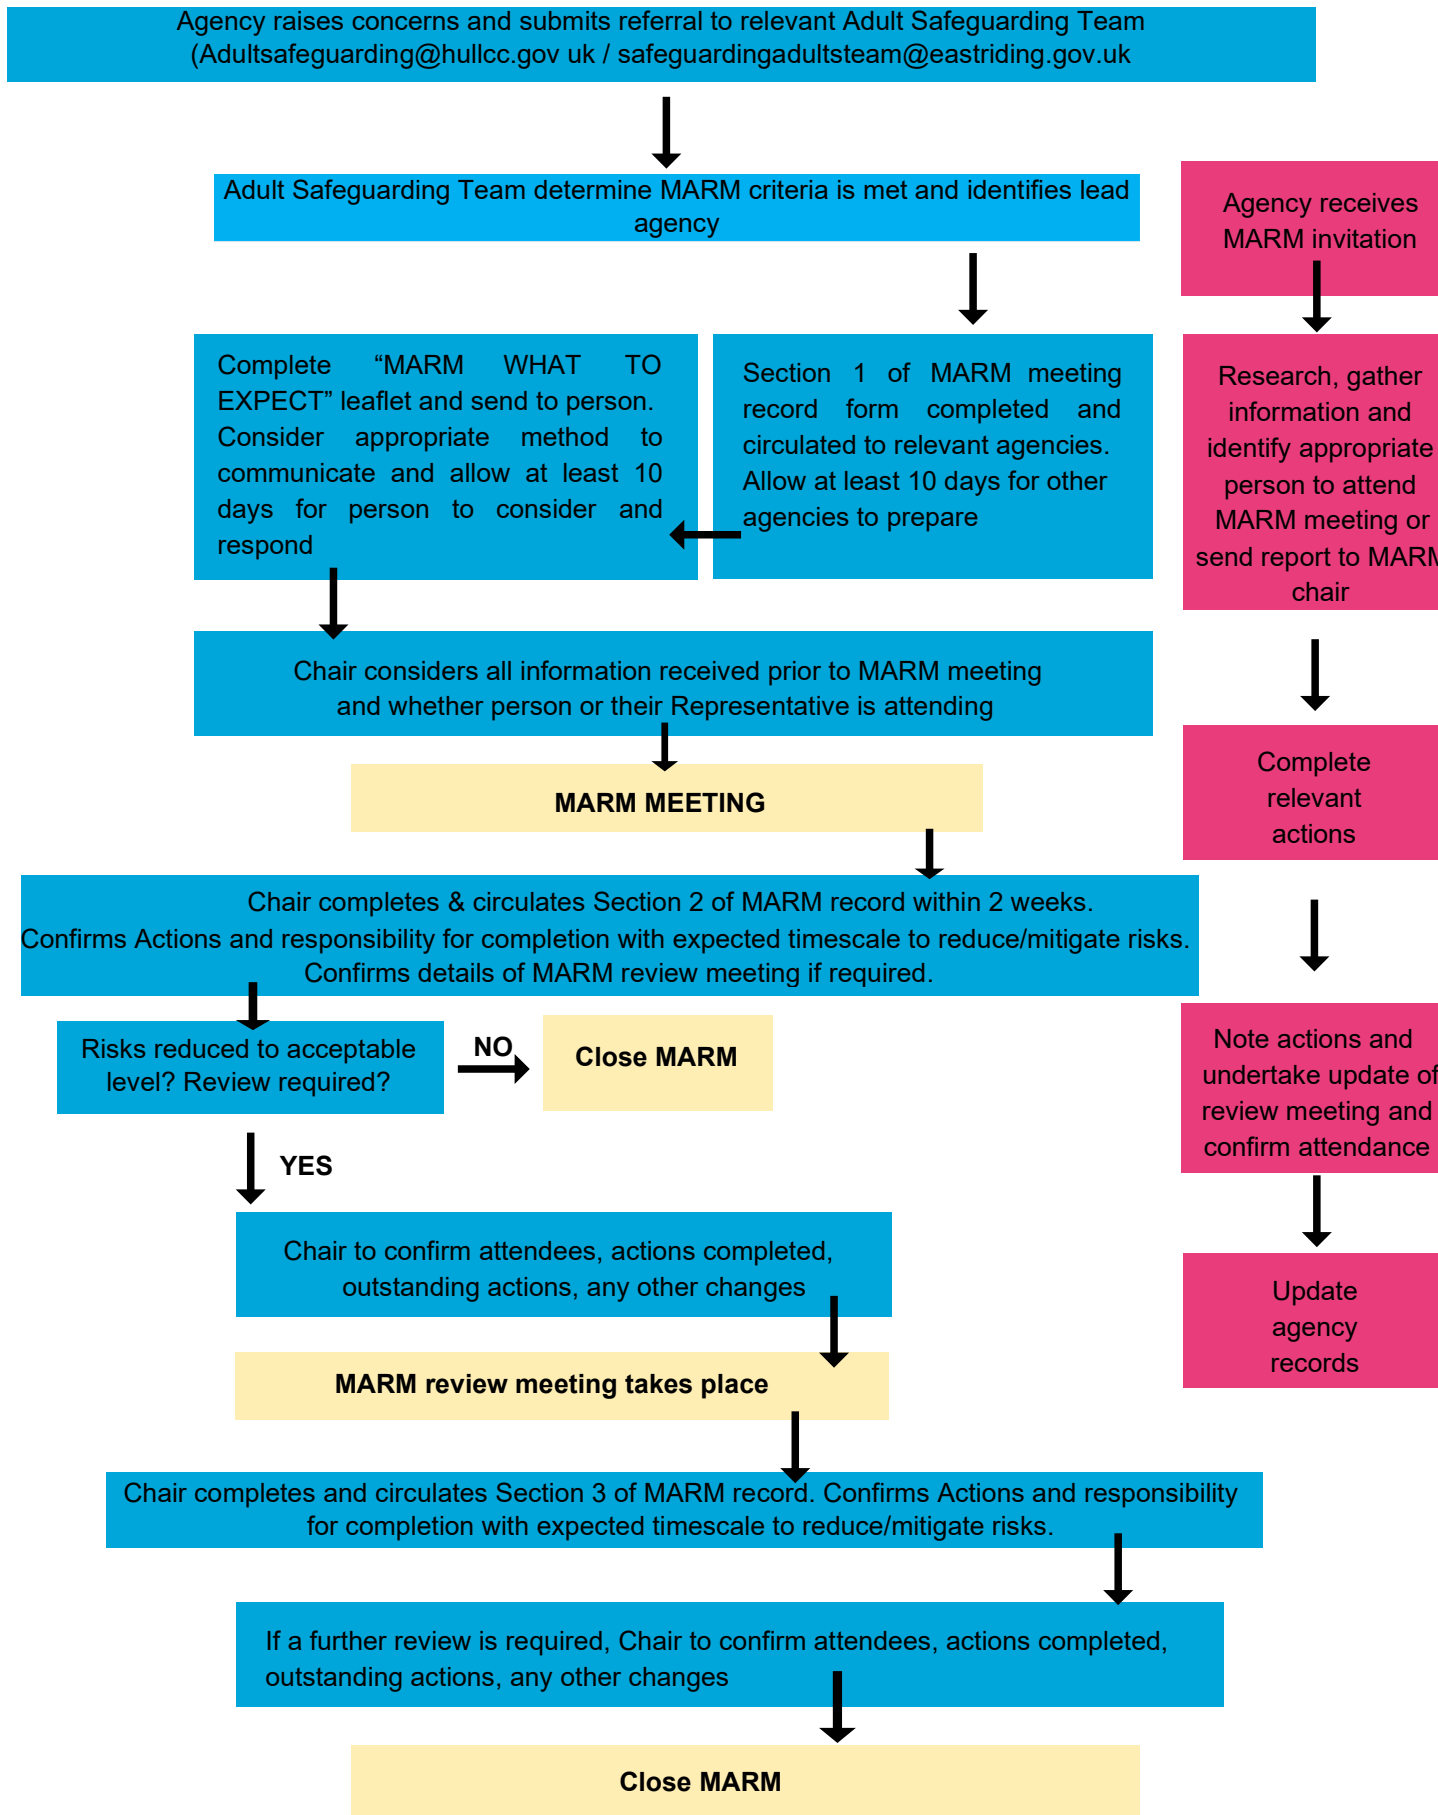 Agency raises concerns and submits referral to relevant Adult Safeguarding Team
(Adultsafeguarding@hullcc.gov uk / safeguardingadultsteam@eastriding.gov.uk
Adult Safeguarding Team determine MARM criteria is met and identifies lead
agency
Complete “MARM WHAT TO
EXPECT” leaflet and send to person.
Consider appropriate method to
communicate and allow at least 10
days for person to consider and
respond
Section 1 of MARM meeting
record form completed and
circulated to relevant agencies.
Allow at least 10 days for other
agencies to prepare
Chair considers all information received prior to MARM meeting
and whether person or their Representative is attending
MARM MEETING
Chair completes & circulates Section 2 of MARM record within 2 weeks.
Confirms Actions and responsibility for completion with expected timescale to reduce/mitigate risks.
Confirms details of MARM review meeting if required.
Risks reduced to acceptable
level? Review required?
NO
Close MARM
YES
Chair to confirm attendees, actions completed,
outstanding actions, any other changes
MARM review meeting takes place
Chair completes and circulates Section 3 of MARM record. Confirms Actions and responsibility
for completion with expected timescale to reduce/mitigate risks.
If a further review is required, Chair to confirm attendees, actions completed,
outstanding actions, any other changes
Close MARM
Agency receives
MARM invitation
Research, gather
information and
identify appropriate
person to attend
MARM meeting or
send report to MARM
chair
Complete
relevant
actions
Note actions and
undertake update of
review meeting and
confirm attendance
Update
agency
records